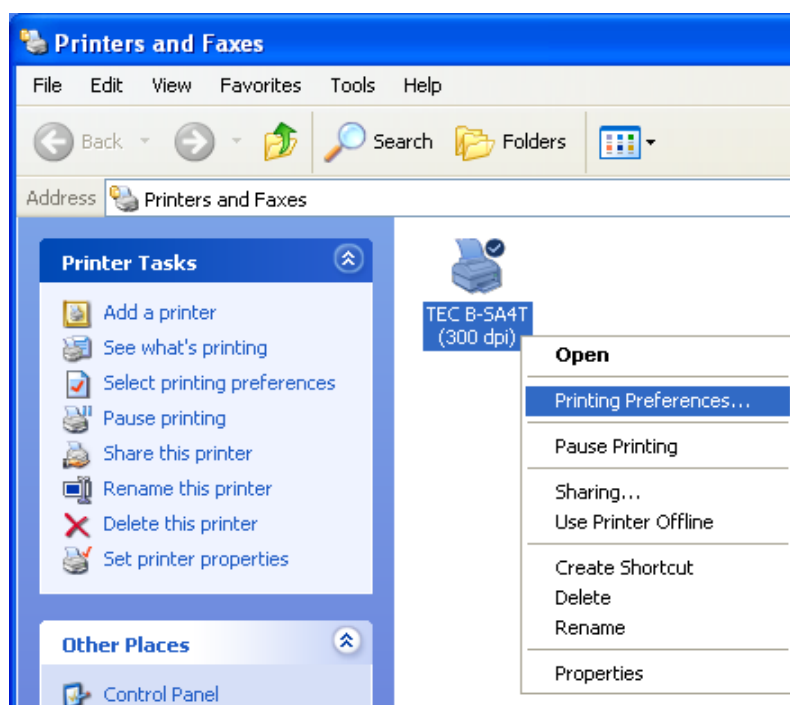 Printers and Faxes
File Edit View Favorites Tools Help
Back Search Folders
Address Printers and Faxes
Printer Tasks
Add a printer
See what's printing
Select printing preferences
Pause printing
Share this printer
Rename this printer
Delete this printer
Set printer properties
Other Places
Control Panel
TEC B-SA4T
(300 dpi)
Open
Printing Preferences...
Pause Printing
Sharing...
Use Printer Offline
Create Shortcut
Delete
Rename
Properties